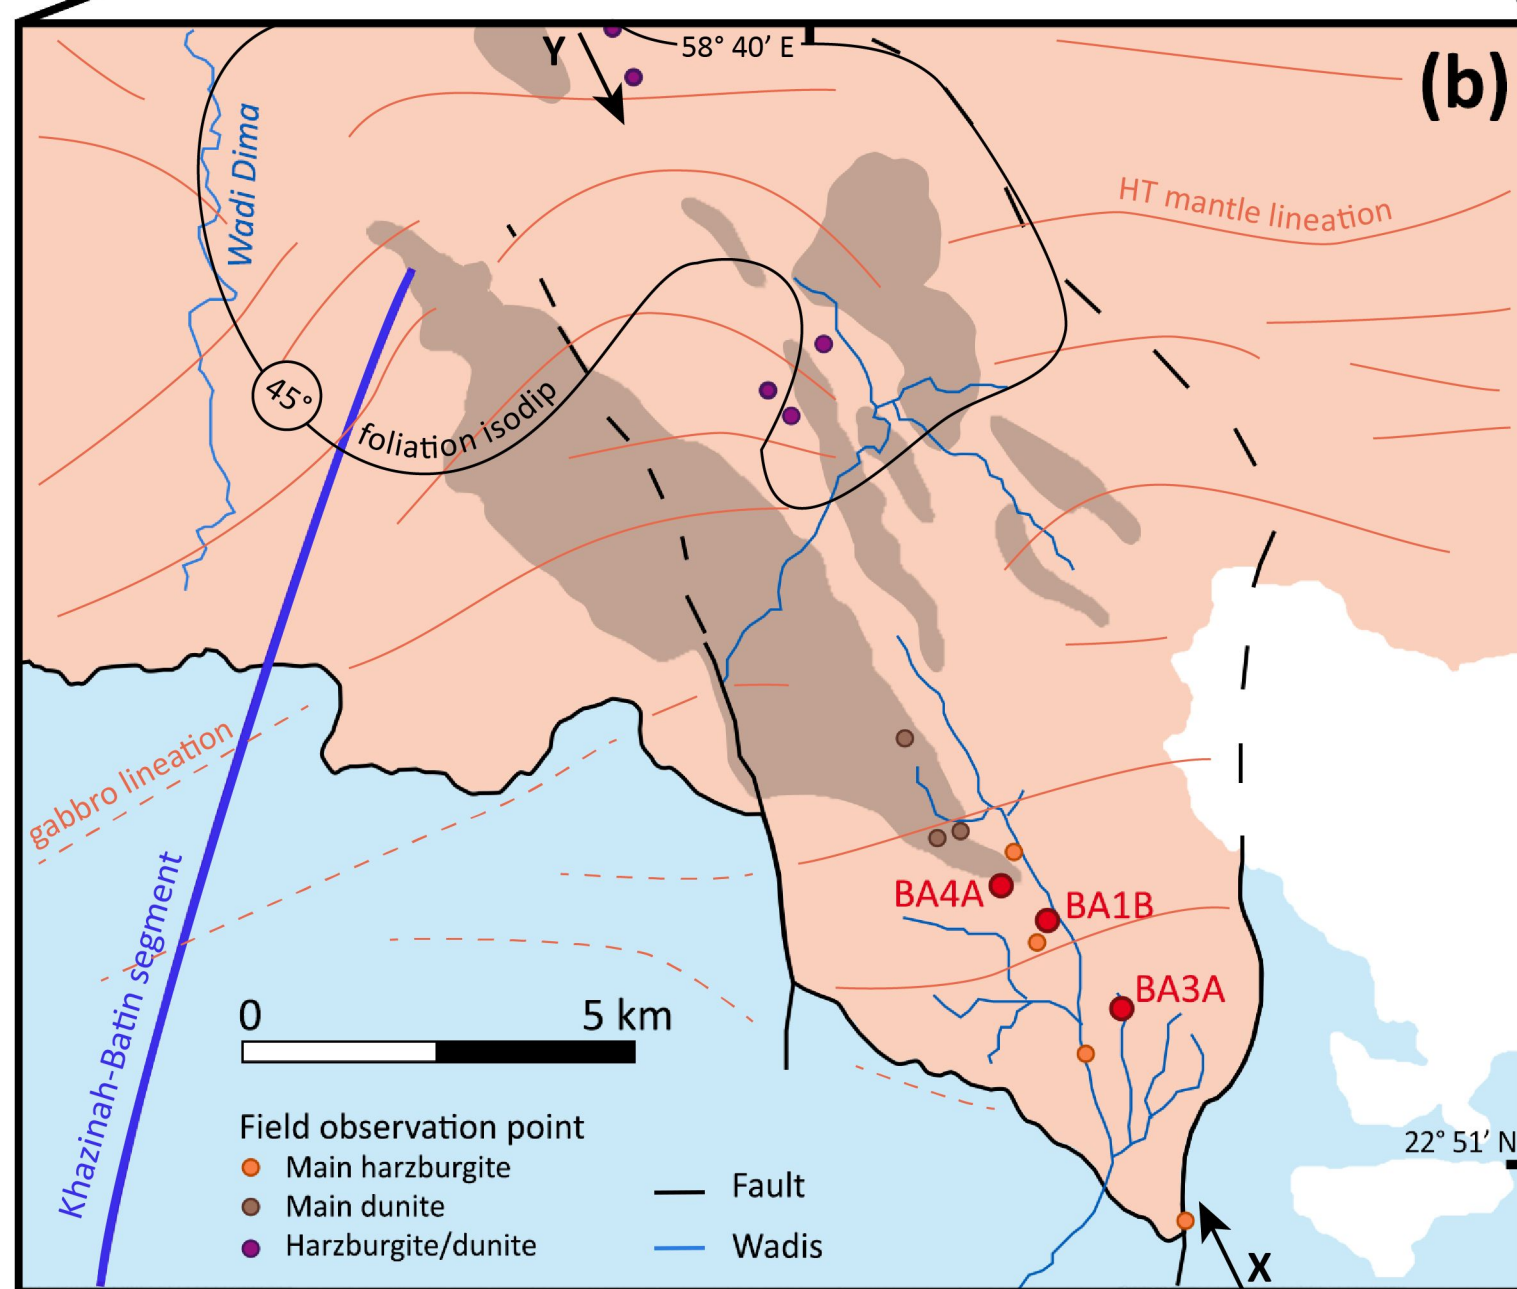 Y
58° 40’ E
(b)
Wadi Dima
HT mantle lineation
45°
foliation isodip
gabbro lineation
BA4A
BA1B
BA3A
Khazinah-Batin segment
0
5 km
Field observation point
Main harzburgite
Main dunite
Harzburgite/dunite
Fault
Wadis
22° 51’ N
X